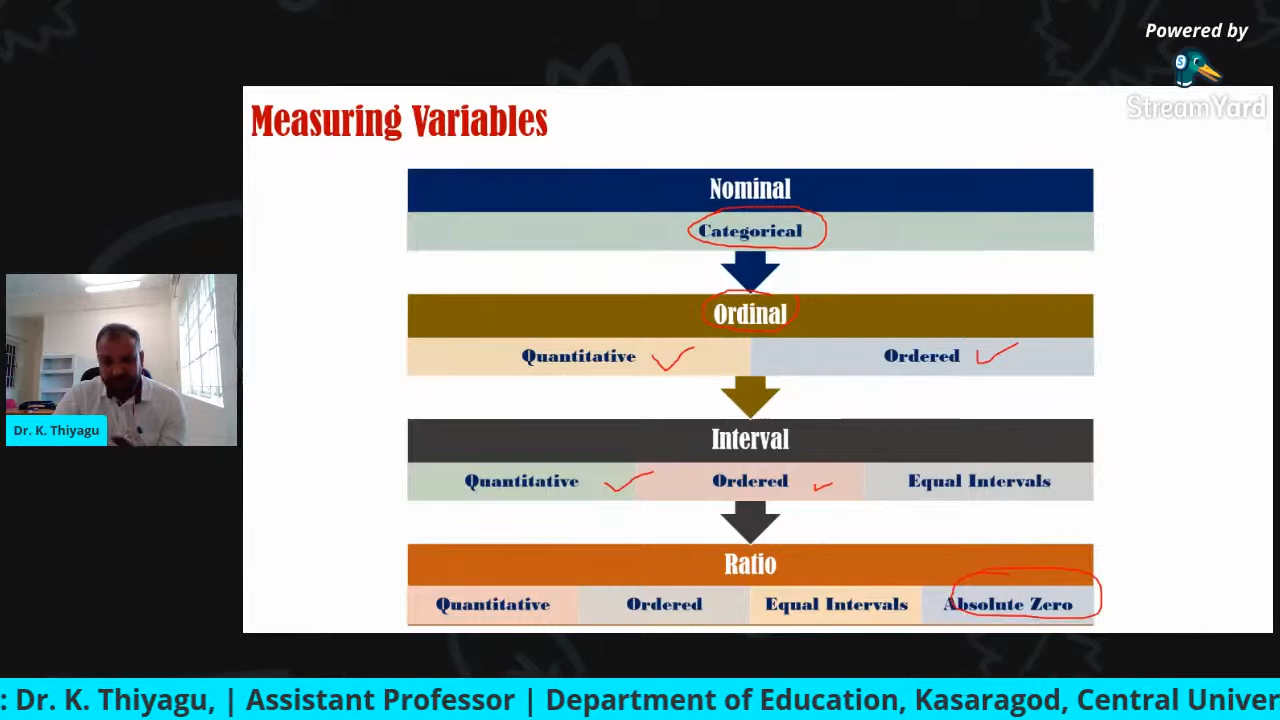 Powered by
StreamYard
Measuring Variables
Nominal
Categorical
Ordinal
Quantitative Ordered
Interval
Quantitative Ordered Equal Intervals
Ratio
Quantitative Ordered Equal Intervals Absolute Zero
Dr. K. Thiyagu
: Dr. K. Thiyagu, | Assistant Professor | Department of Education, Kasaragod, Central Univer